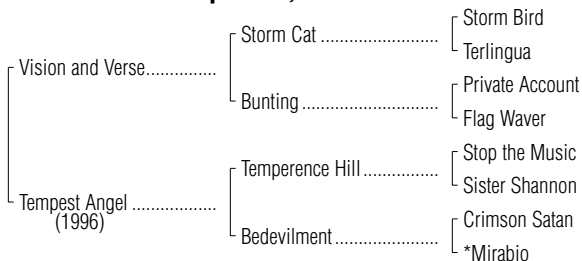 Storm Bird
Storm Cat ........................
Terlingua
Vision and Verse...............
Private Account
Bunting ............................
Flag Waver
Stop the Music
Temperence Hill ...............
Sister Shannon
Tempest Angel .................
(1996)
Crimson Satan
Bedevilment .....................
*Mirabio